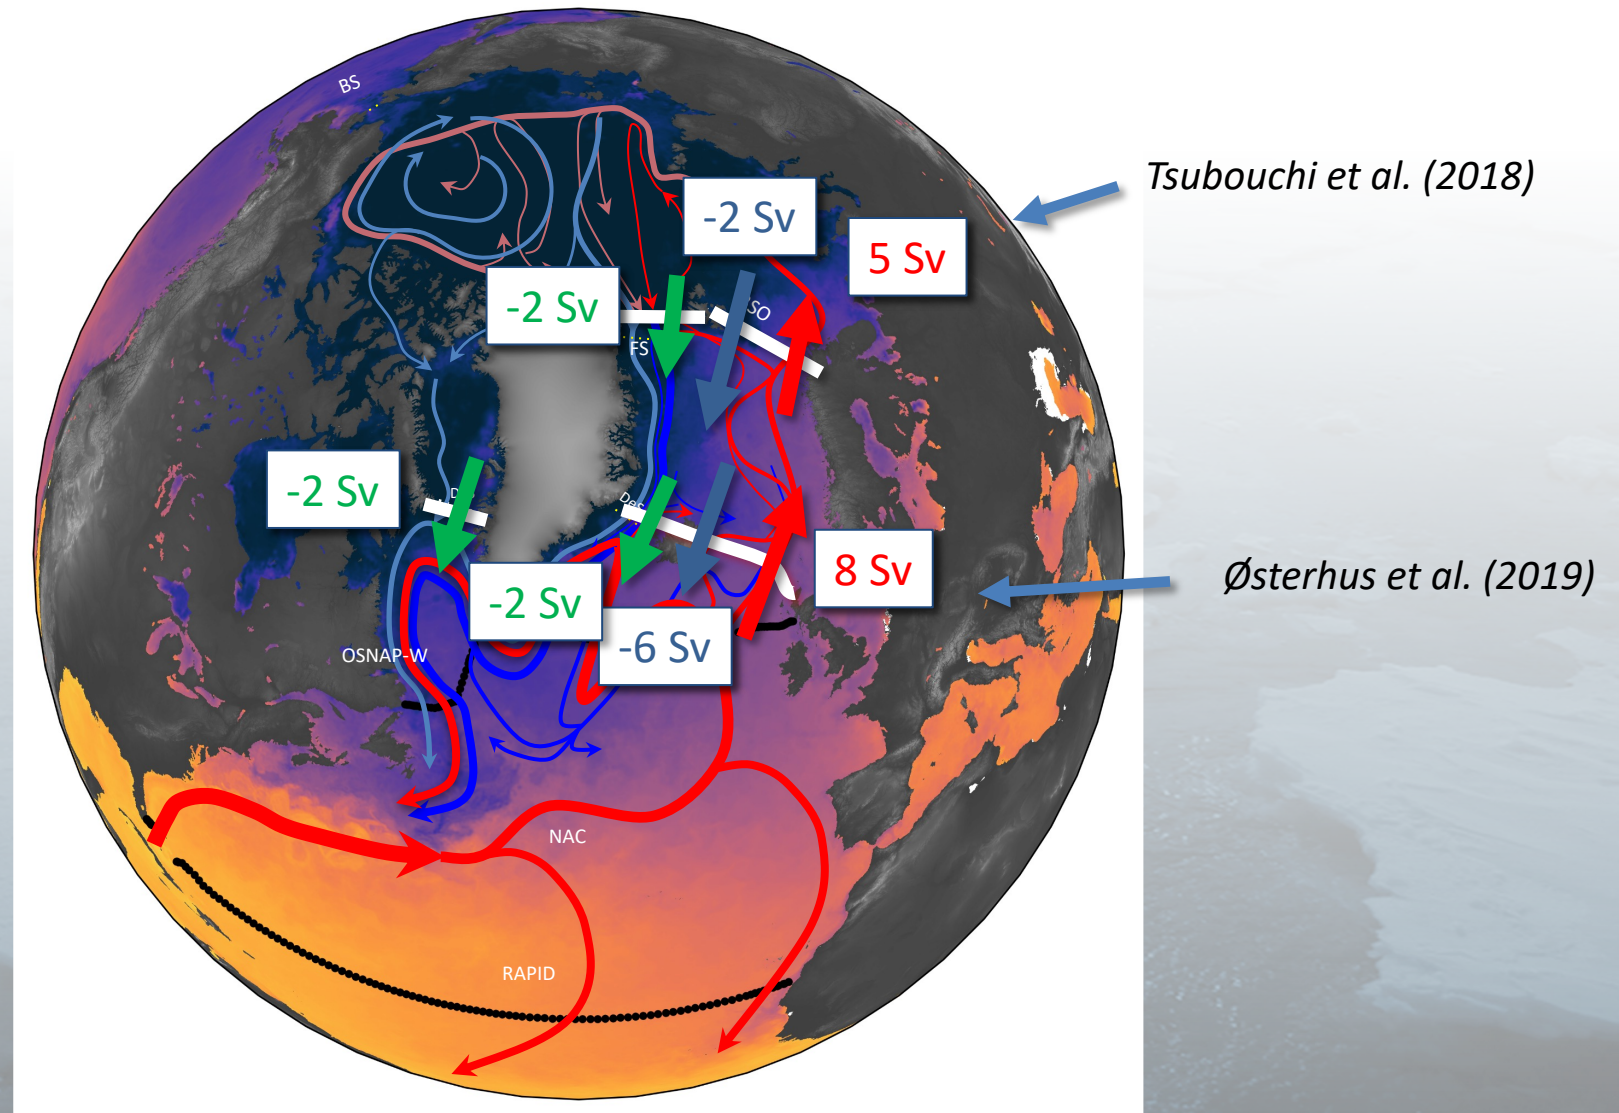 BS
Tsubouchi et al. (2018)
-2 Sv
5 Sv
-2 Sv
SO
FS
-2 Sv
8 Sv
Østerhus et al. (2019)
-2 Sv
-6 Sv
OSNAP-W
NAC
RAPID